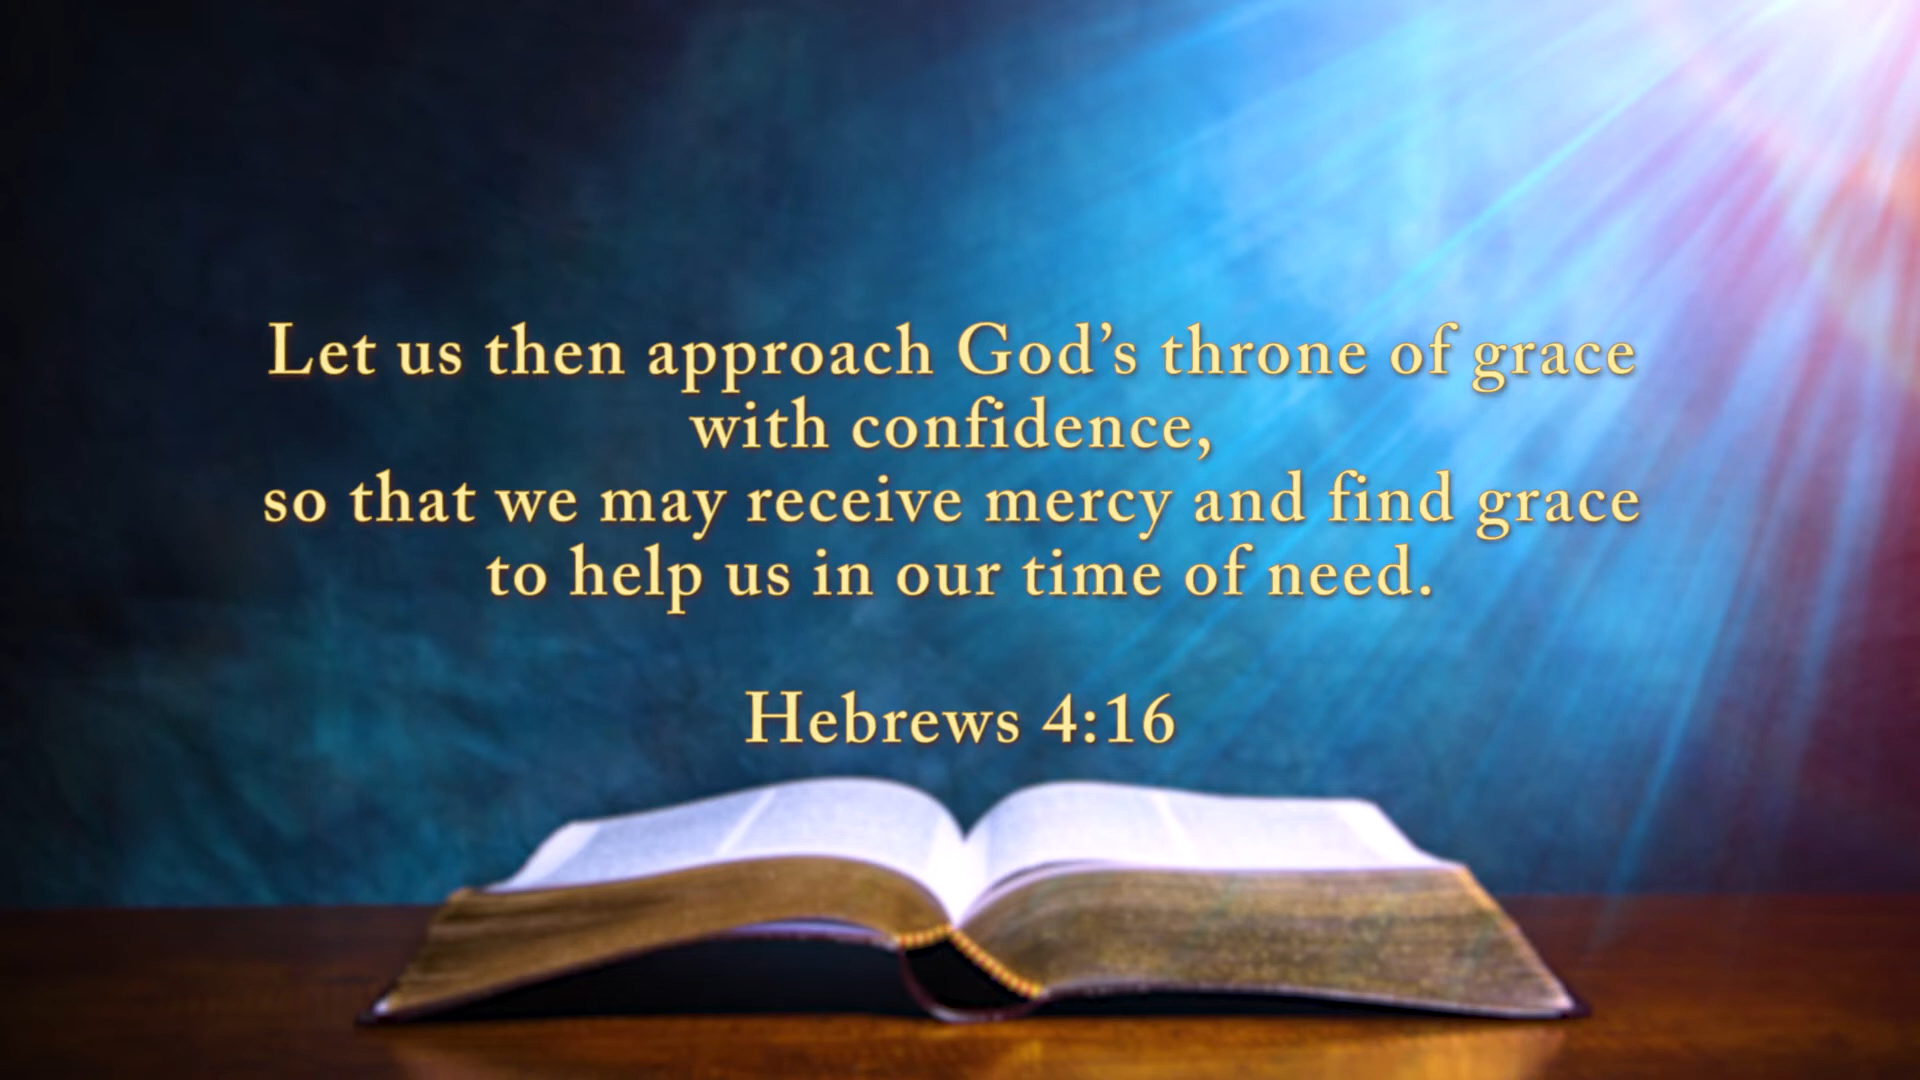 Let us then approach God’s throne of grace
with confidence,
so that we may receive mercy and find grace
to help us in our time of need.
Hebrews 4:16